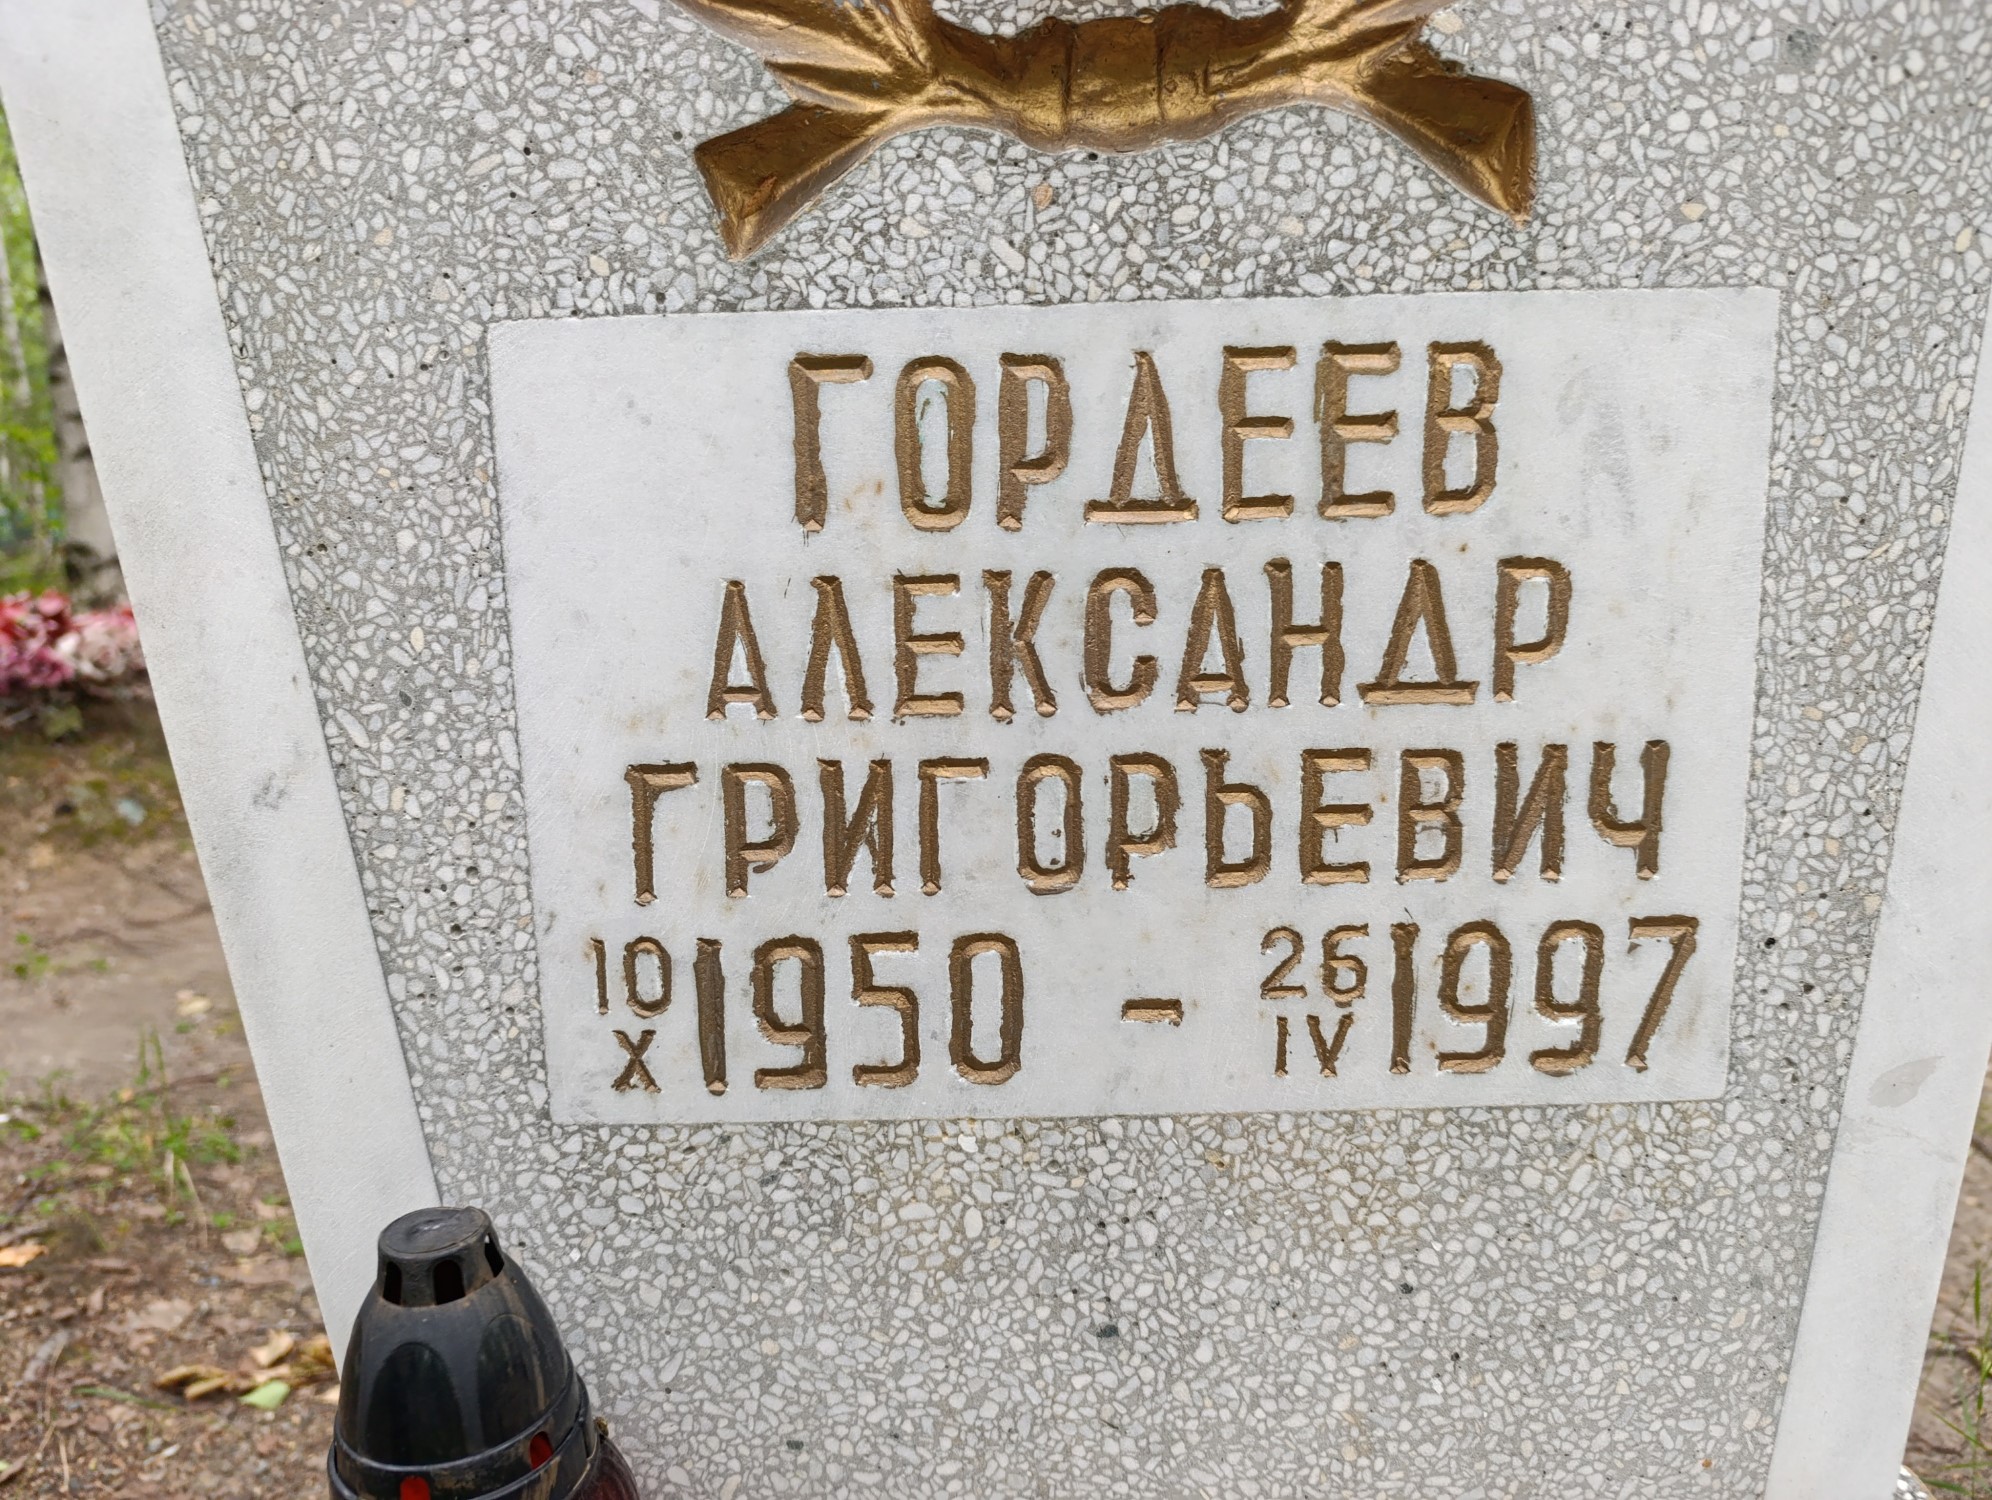 ГОРДЕЕВ
АЛЕКСАНДР
ГРИГОРЬЕВИЧ
10 X 1950 - 26 IV 1997